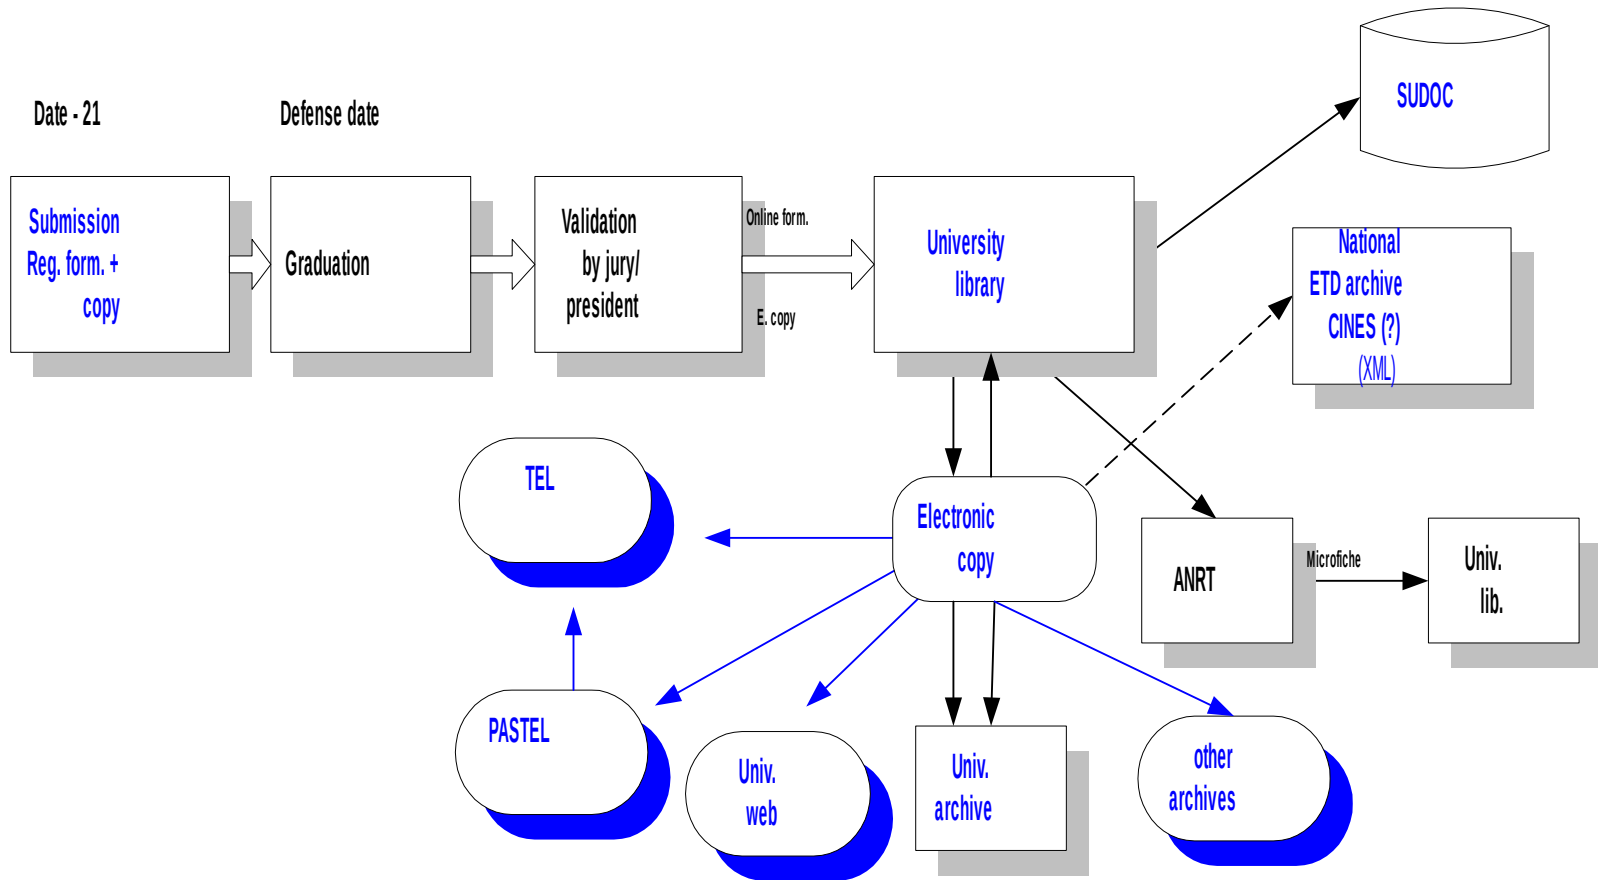 SUDOC
Date - 21
Defense date
Submission
Reg. form. +
copy
Graduation
Validation
by jury/
president
Online form.
E. copy
University
library
National
ETD archive
CINES (?)
(XML)
TEL
Electronic
copy
ANRT
Microfiche
Univ.
lib.
PASTEL
Univ.
web
Univ.
archive
other
archives